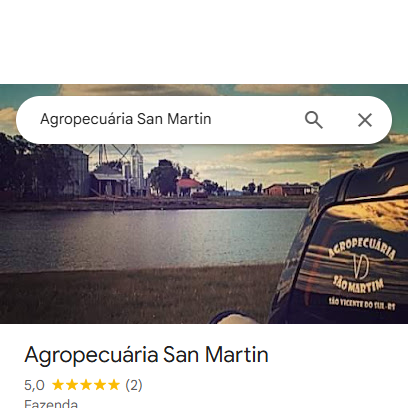 Agropecuária San Martin
AGROPECUÁRIA
SÃO MARTIM
SÃO VICENTE DO SUL-RS
Agropecuária San Martin
5,0 (2)
Fazenda